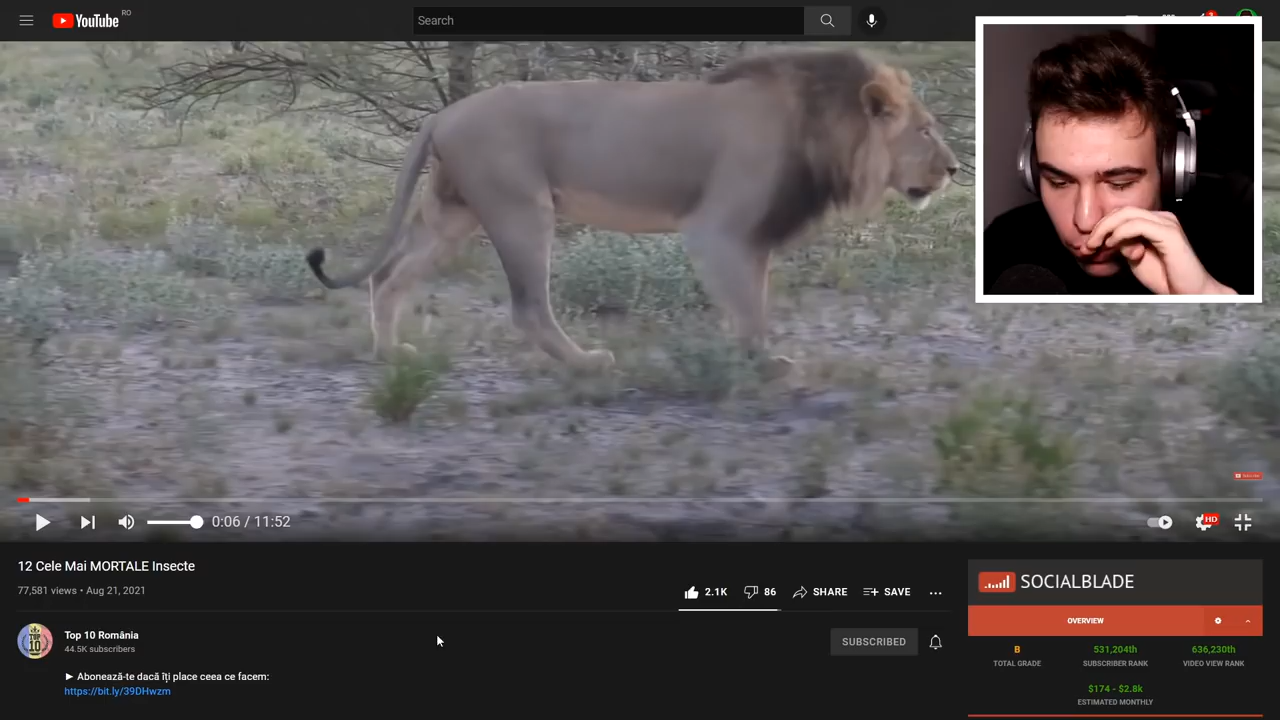 YouTube RO
Search
0:06 / 11:52
HD
12 Cele Mai MORTALE Insecte
77,581 views • Aug 21, 2021
2.1K
86
SHARE
SAVE
Top 10 România
44.5K subscribers
SUBSCRIBED
► Abonează-te dacă îți place ceea ce facem:
https://bit.ly/39DHwzm
SOCIALBLADE
OVERVIEW
B
531,204th
636,230th
TOTAL GRADE
SUBSCRIBER RANK
VIDEO VIEW RANK
$174 - $2.8k
ESTIMATED MONTHLY